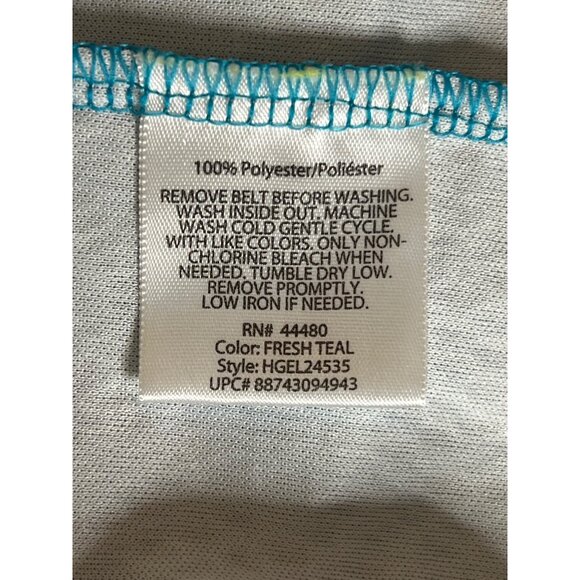 100% Polyester/Poliéster
REMOVE BELT BEFORE WASHING.
WASH INSIDE OUT. MACHINE
WASH COLD GENTLE CYCLE,
WITH LIKE COLORS. ONLY NON-
CHLORINE BLEACH WHEN
NEEDED. TUMBLE DRY LOW.
REMOVE PROMPTLY.
LOW IRON IF NEEDED.
RN# 44480
Color: FRESH TEAL
Style: HGEL24535
UPC# 88743094943